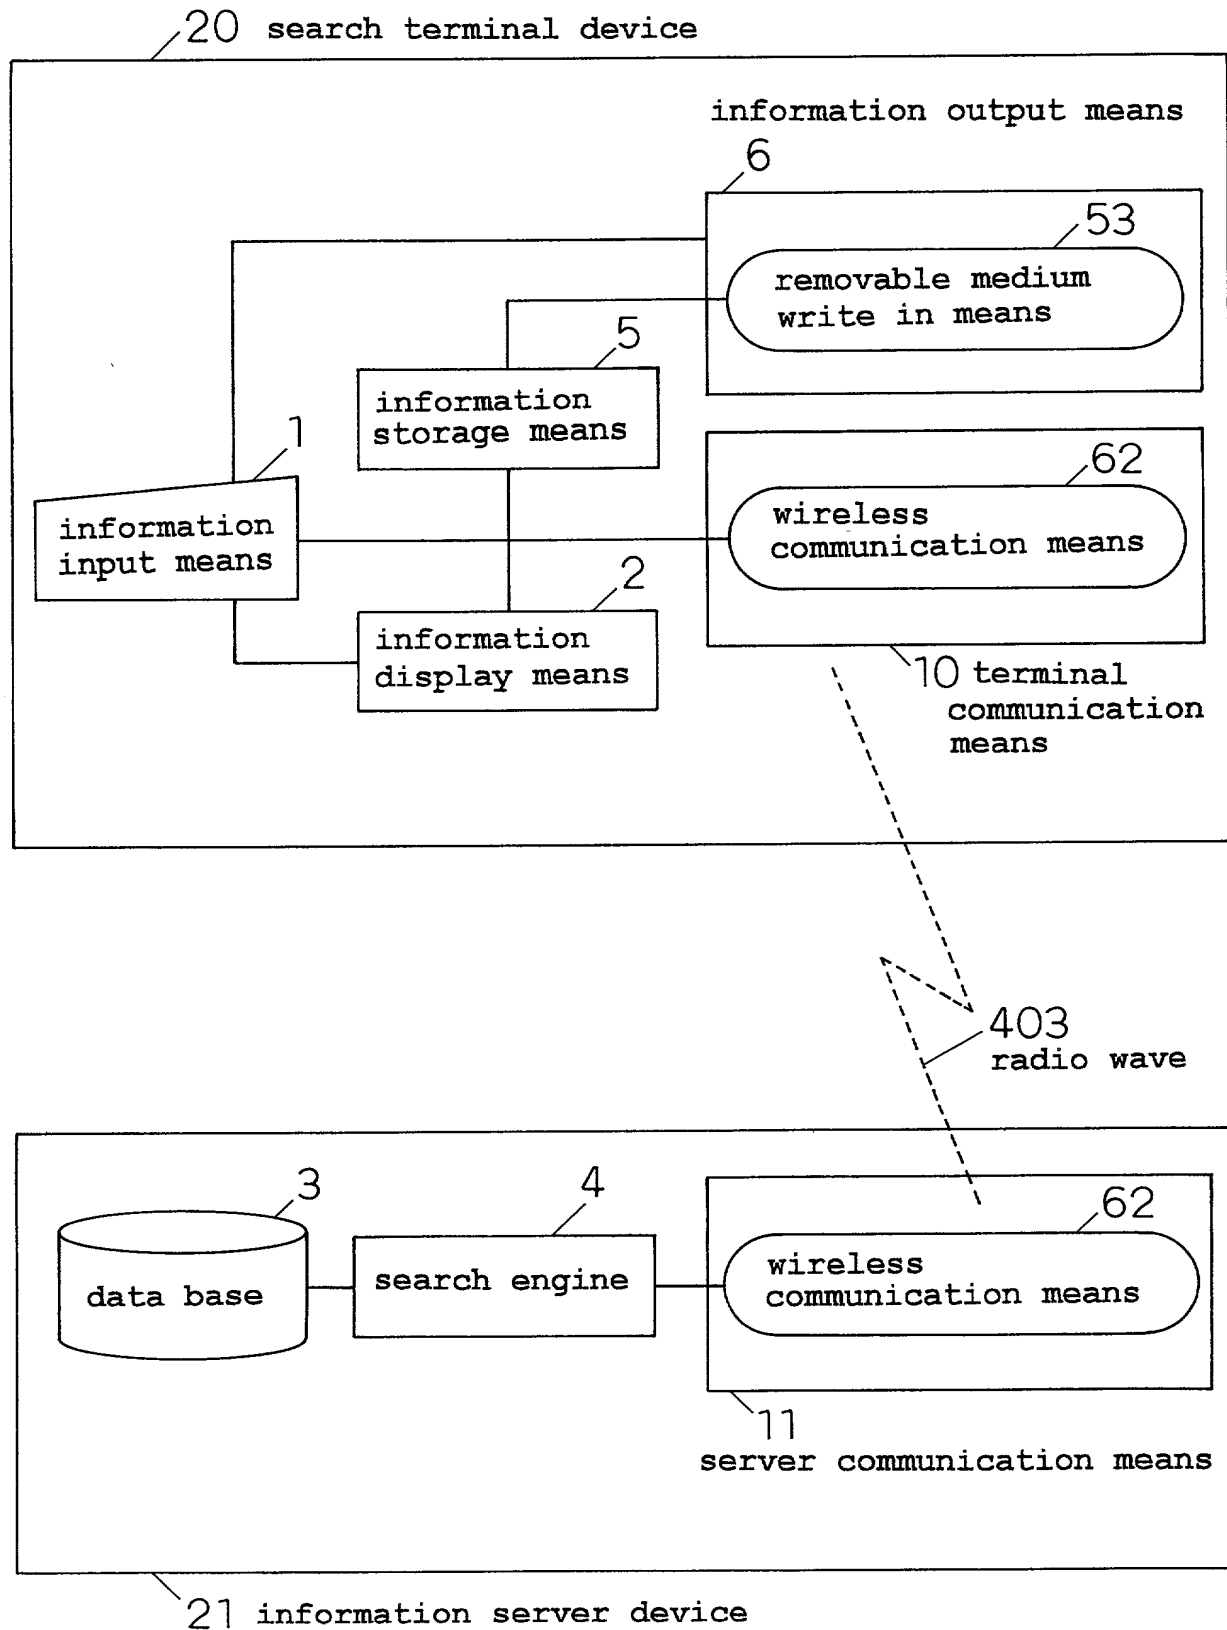 20 search terminal device
information output means
6
53
removable medium
write in means
5
information
storage means
1
information
input means
62
wireless
communication means
2
information
display means
10 terminal
communication
means
403
radio wave
3
data base
4
search engine
62
wireless
communication means
11
server communication means
21 information server device